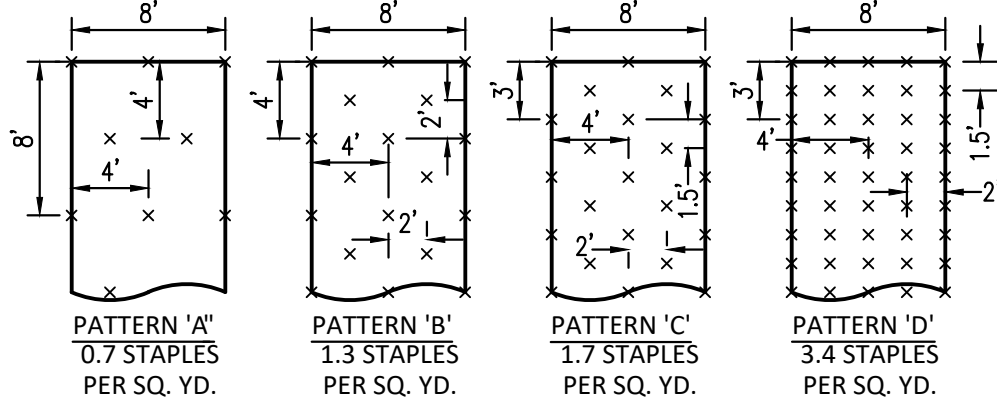 8'
8'
8'
8'
8'
4'
4'
4'
4'
2'
2'
3'
4'
1.5'
2'
3'
4'
1.5'
2'
PATTERN 'A"
0.7 STAPLES
PER SQ. YD.
PATTERN 'B'
1.3 STAPLES
PER SQ. YD.
PATTERN 'C'
1.7 STAPLES
PER SQ. YD.
PATTERN 'D'
3.4 STAPLES
PER SQ. YD.